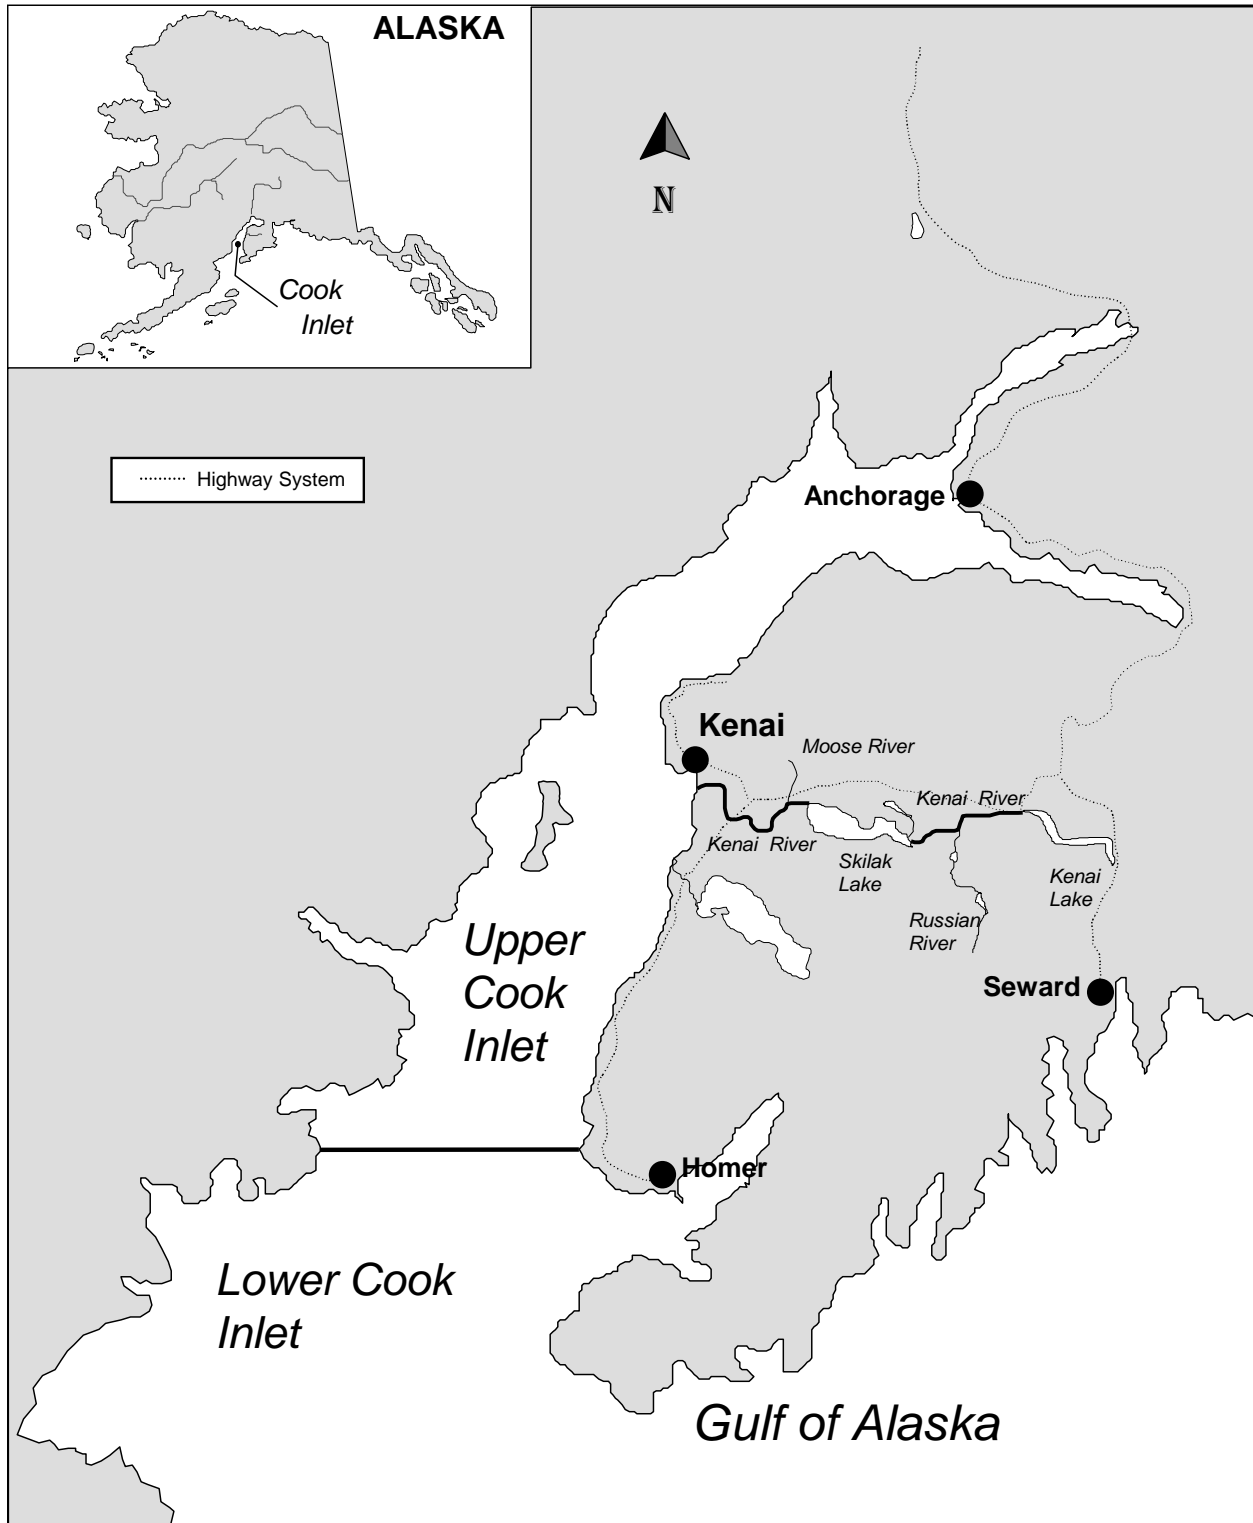 ALASKA
Cook
Inlet
N
Highway System
Anchorage
Kenai
Moose River
Kenai River
Kenai River
Skilak
Lake
Kenai
Lake
Russian
River
Upper
Cook
Inlet
Seward
Homer
Lower Cook
Inlet
Gulf of Alaska